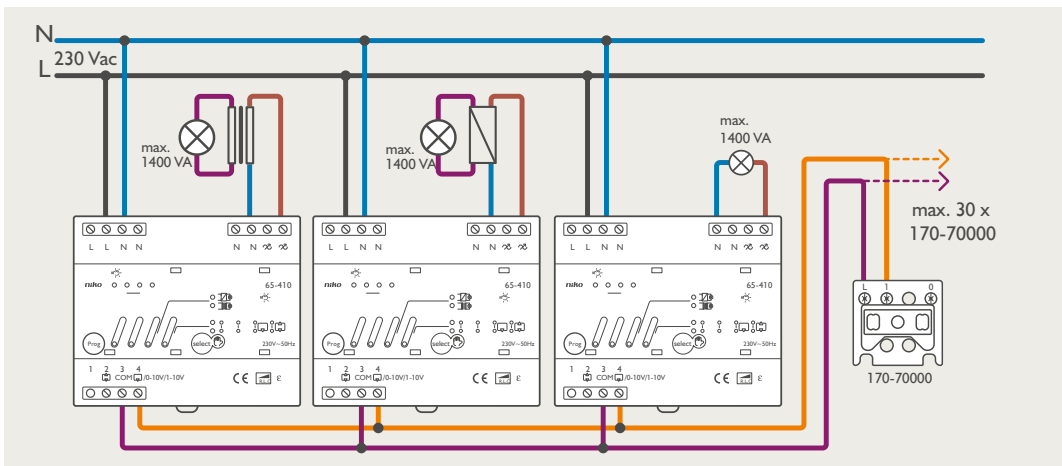 N
230 Vac
L
max.
1400 VA
max.
1400 VA
max.
1400 VA
max. 30 x
170-70000
L L N N
N N
niko
65-410
Prog
select
230V~50Hz
1 2 3 4
COM /0-10V/1-10V
CE R,L,C ε
L L N N
N N
niko
65-410
Prog
select
230V~50Hz
1 2 3 4
COM /0-10V/1-10V
CE R,L,C ε
L L N N
N N
niko
65-410
Prog
select
230V~50Hz
1 2 3 4
COM /0-10V/1-10V
CE R,L,C ε
L 1 0
170-70000